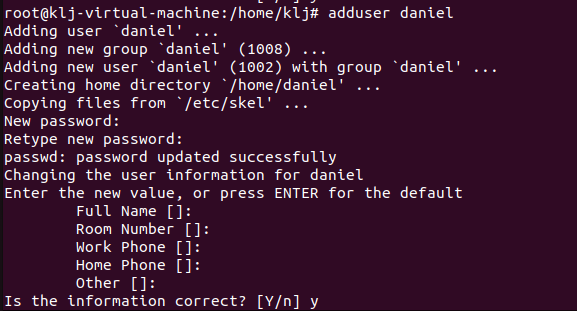 root@klj-virtual-machine:/home/klj# adduser daniel
Adding user `daniel' ...
Adding new group `daniel' (1008) ...
Adding new user `daniel' (1002) with group `daniel' ...
Creating home directory `/home/daniel' ...
Copying files from `/etc/skel' ...
New password:
Retype new password:
passwd: password updated successfully
Changing the user information for daniel
Enter the new value, or press ENTER for the default
        Full Name []:
        Room Number []:
        Work Phone []:
        Home Phone []:
        Other []:
Is the information correct? [Y/n] y